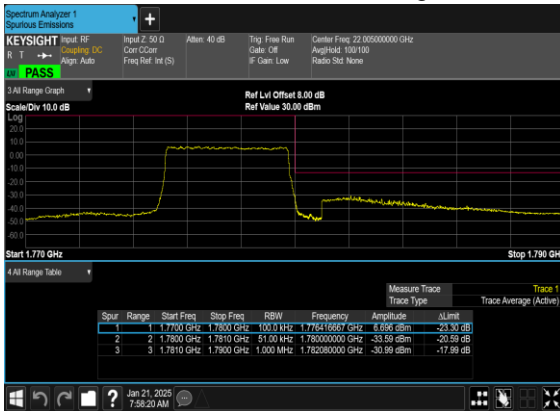 Spectrum Analyzer 1
Spurious Emissions
KEYSIGHT Input: RF Input Z: 50 Ω Atten: 40 dB Trig: Free Run Center Freq: 22.005000000 GHz
R T Coupling: DC Corr CCorr Gate: Off Avg|Hold: 100/100
Align: Auto Freq Ref: Int (S) IF Gain: Low Radio Std: None
PASS
3 All Range Graph
Ref Lvl Offset 8.00 dB
Scale/Div 10.0 dB Ref Value 30.00 dBm
Log
20.0
10.0
0.00
-10.0
-20.0
-30.0
-40.0
-50.0
-60.0
Start 1.770 GHz Stop 1.790 GHz
4 All Range Table
Measure Trace Trace 1
Trace Type Trace Average (Active)
Spur Range Start Freq Stop Freq RBW Frequency Amplitude ΔLimit
1 1 1.7700 GHz 1.7800 GHz 100.0 kHz 1.776416667 GHz 6.696 dBm -23.30 dB
2 2 1.7800 GHz 1.7810 GHz 51.00 kHz 1.780000000 GHz -33.59 dBm -20.59 dB
3 3 1.7810 GHz 1.7900 GHz 1.000 MHz 1.782080000 GHz -30.99 dBm -17.99 dB
? Jan 21, 2025
7:58:20 AM